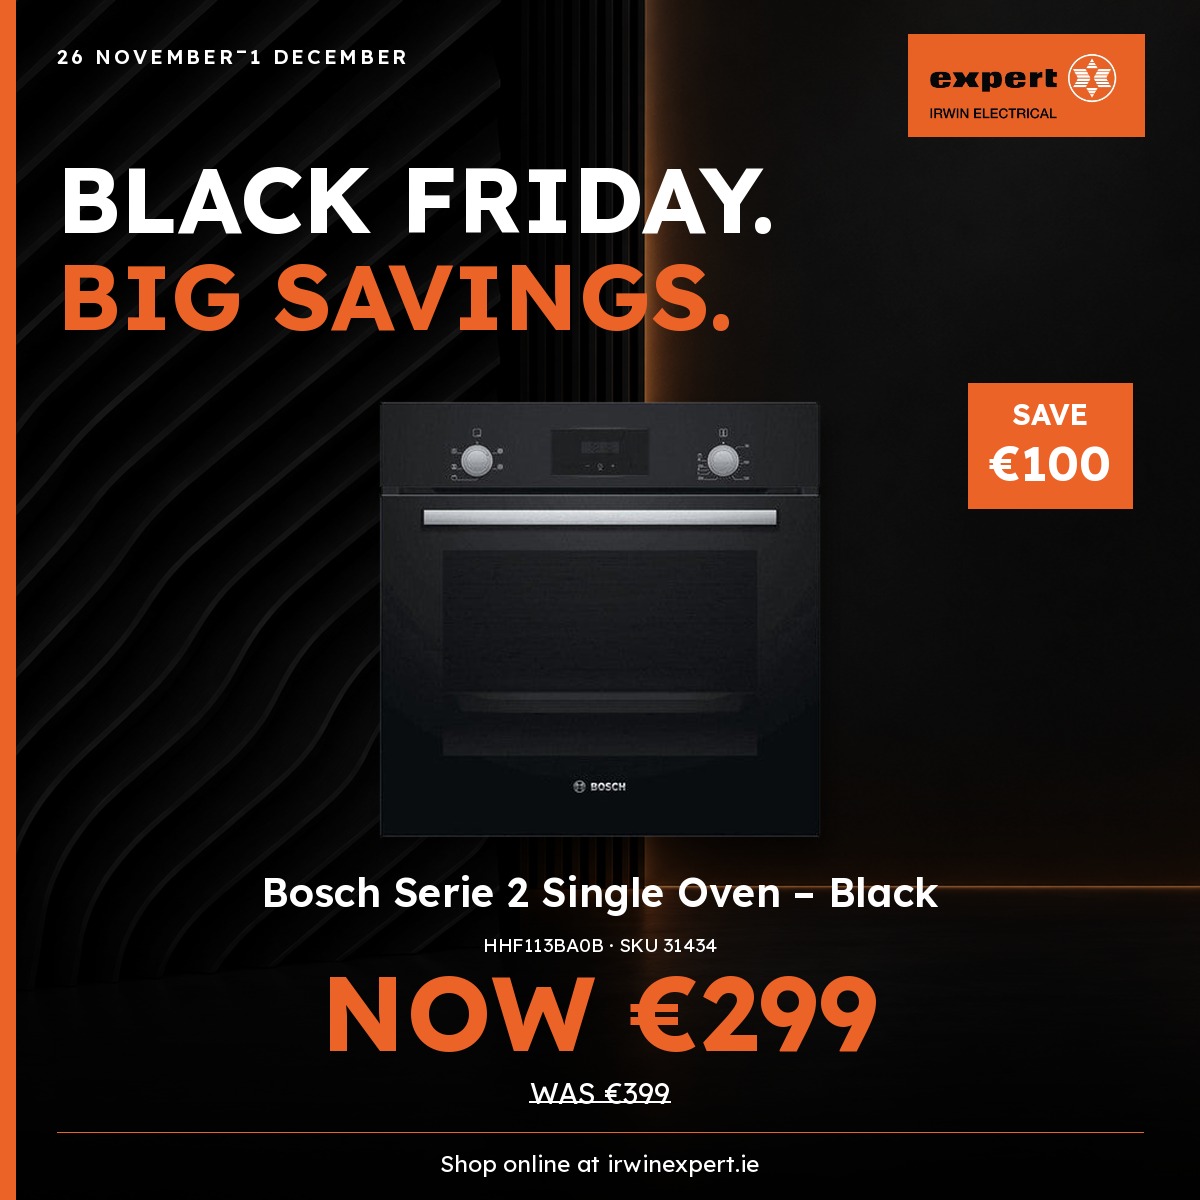 26 NOVEMBER–1 DECEMBER
expert
IRWIN ELECTRICAL
BLACK FRIDAY.
BIG SAVINGS.
SAVE
€100
BOSCH
Bosch Serie 2 Single Oven – Black
HHF113BA0B · SKU 31434
NOW €299
WAS €399
Shop online at irwinexpert.ie